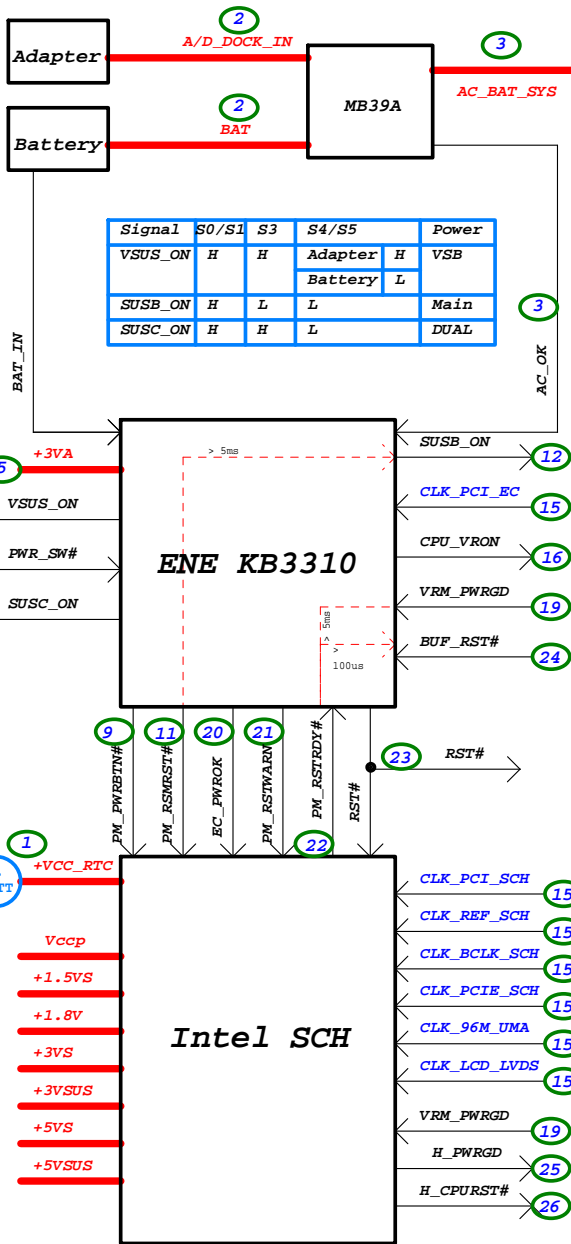 2
A/D_DOCK_IN
Adapter
3
AC_BAT_SYS
MB39A
2
BAT
Battery
Signal S0/S1 S3 S4/S5 Power
VSUS_ON H H Adapter H VSB
Battery L
SUSB_ON H L L Main
SUSC_ON H H L DUAL
3
BAT_IN
AC_OK
+3VA
5
VSUS_ON
PWR_SW#
SUSC_ON
ENE KB3310
> 5ms
> 5ms
>
100us
SUSB_ON
12
CLK_PCI_EC
15
CPU_VRON
16
VRM_PWRGD
19
BUF_RST#
24
9
PM_PWRBTN#
11
PM_RSMRST#
20
EC_PWROK
21
PM_RSTWARN
22
PM_RSTRDY#
RST#
23
RST#
1
+VCC_RTC
TT
Vccp
+1.5VS
+1.8V
+3VS
+3VSUS
+5VS
+5VSUS
Intel SCH
CLK_PCI_SCH
15
CLK_REF_SCH
15
CLK_BCLK_SCH
15
CLK_PCIE_SCH
15
CLK_96M_UMA
15
CLK_LCD_LVDS
15
VRM_PWRGD
19
H_PWRGD
25
H_CPURST#
26